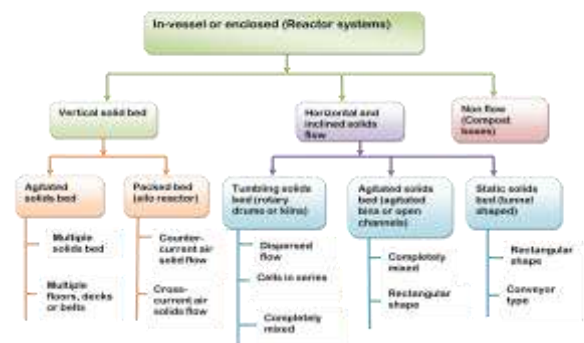 In-vessel or enclosed (Reactor systems)
Vertical solid bed
Horizontal and
inclined solids
flow
Non flow
(Compost
boxes)
Agitated
solids bed
Packed bed
(silo reactor)
Tumbling solids
bed (rotary
drums or kilns)
Agitated solids
bed (agitated
bins or open
channels)
Static solids
bed (tunnel
shaped)
Multiple
solids bed
Multiple
floors, decks
or belts
Counter-
current air
solid flow
Cross-
current air
solids flow
Dispersed
flow
Cells in series
Completely
mixed
Completely
mixed
Rectangular
shape
Rectangular
shape
Conveyor
type